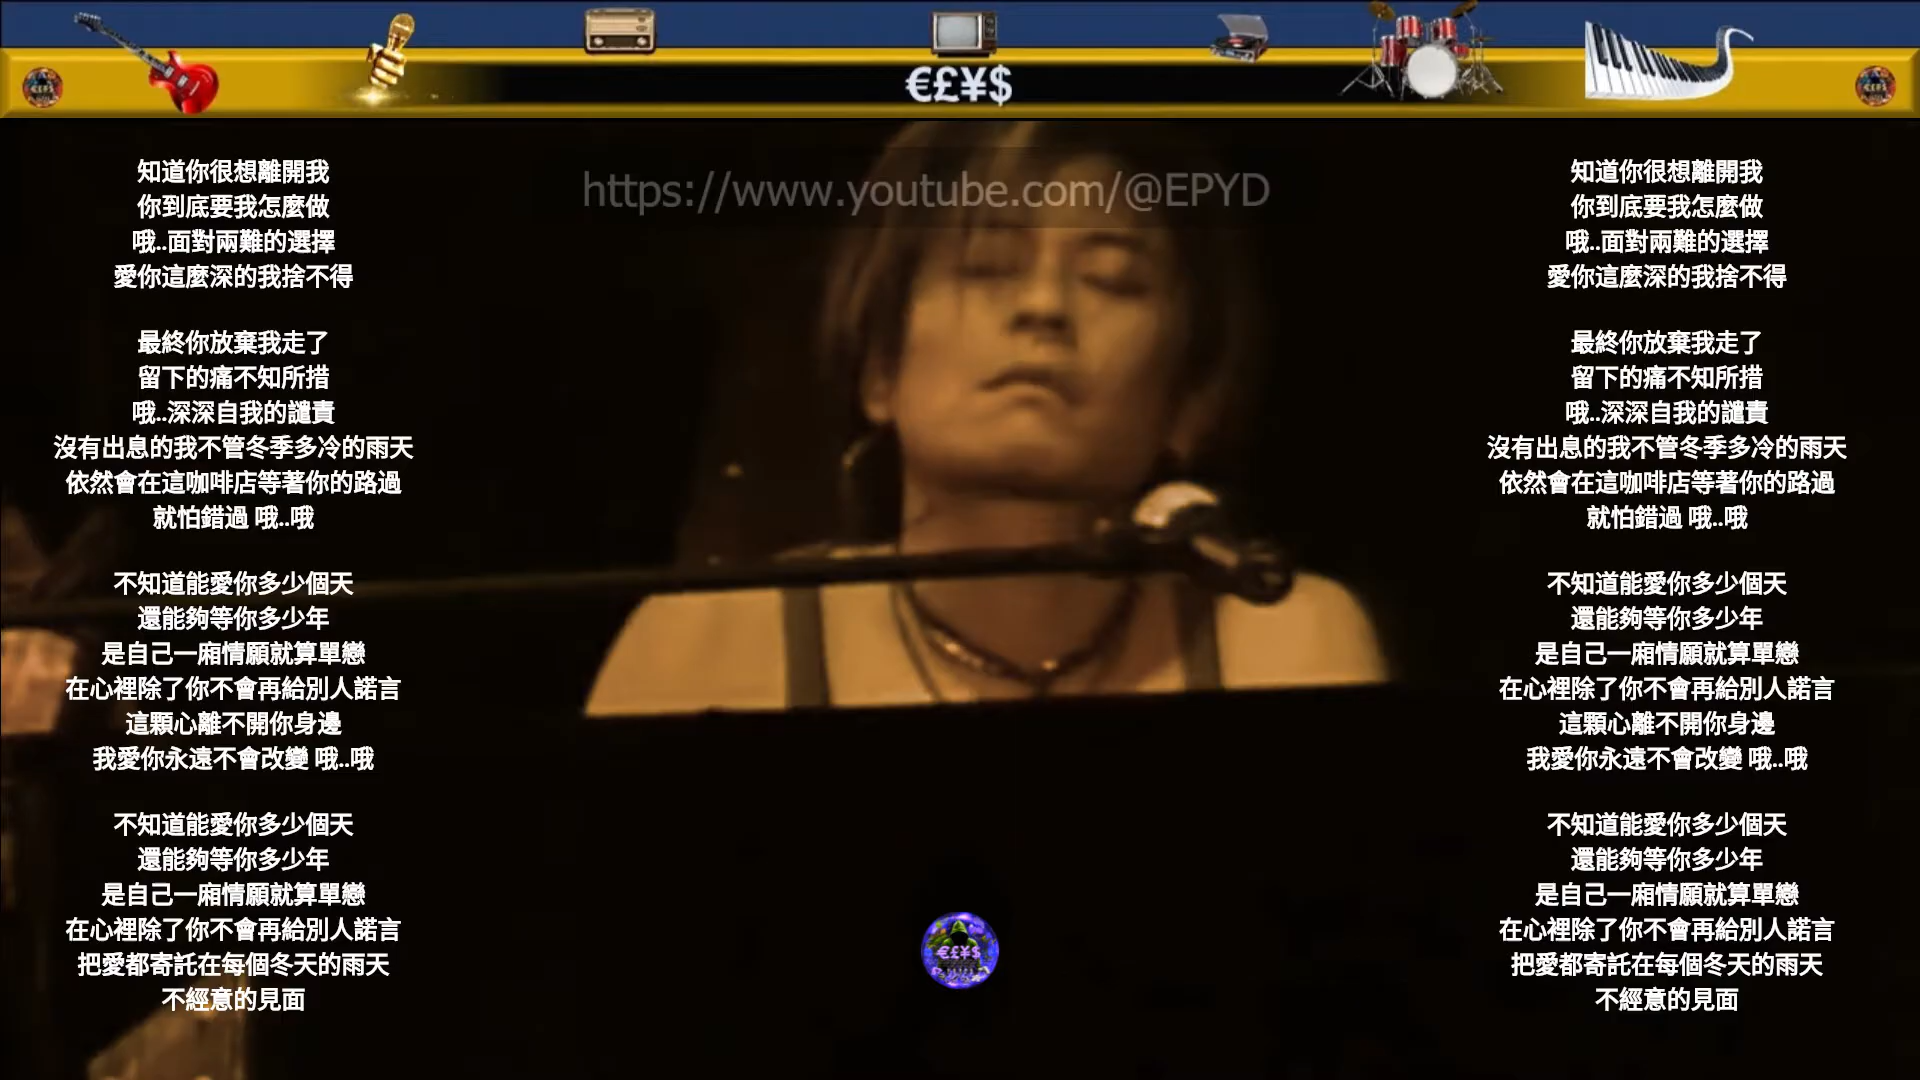 €£¥$
https://www.youtube.com/@EPYD
知道你很想離開我
你到底要我怎麼做
哦..面對兩難的選擇
愛你這麼深的我捨不得
最終你放棄我走了
留下的痛不知所措
哦..深深自我的譴責
沒有出息的我不管冬季多冷的雨天
依然會在這咖啡店等著你的路過
就怕錯過 哦..哦
不知道能愛你多少個天
還能夠等你多少年
是自己一廂情願就算單戀
在心裡除了你不會再給別人諾言
這顆心離不開你身邊
我愛你永遠不會改變 哦..哦
不知道能愛你多少個天
還能夠等你多少年
是自己一廂情願就算單戀
在心裡除了你不會再給別人諾言
把愛都寄託在每個冬天的雨天
不經意的見面
知道你很想離開我
你到底要我怎麼做
哦..面對兩難的選擇
愛你這麼深的我捨不得
最終你放棄我走了
留下的痛不知所措
哦..深深自我的譴責
沒有出息的我不管冬季多冷的雨天
依然會在這咖啡店等著你的路過
就怕錯過 哦..哦
不知道能愛你多少個天
還能夠等你多少年
是自己一廂情願就算單戀
在心裡除了你不會再給別人諾言
這顆心離不開你身邊
我愛你永遠不會改變 哦..哦
不知道能愛你多少個天
還能夠等你多少年
是自己一廂情願就算單戀
在心裡除了你不會再給別人諾言
把愛都寄託在每個冬天的雨天
不經意的見面
€£¥$